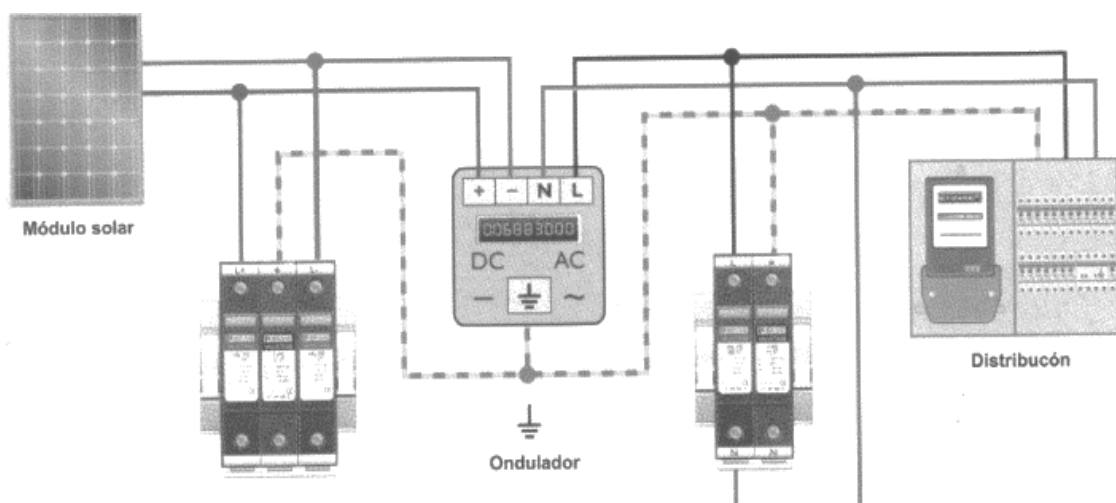 Módulo solar
+ − N L
006883000
DC AC
− ~
Ondulador
L+ L-
L
N N
Distribucón